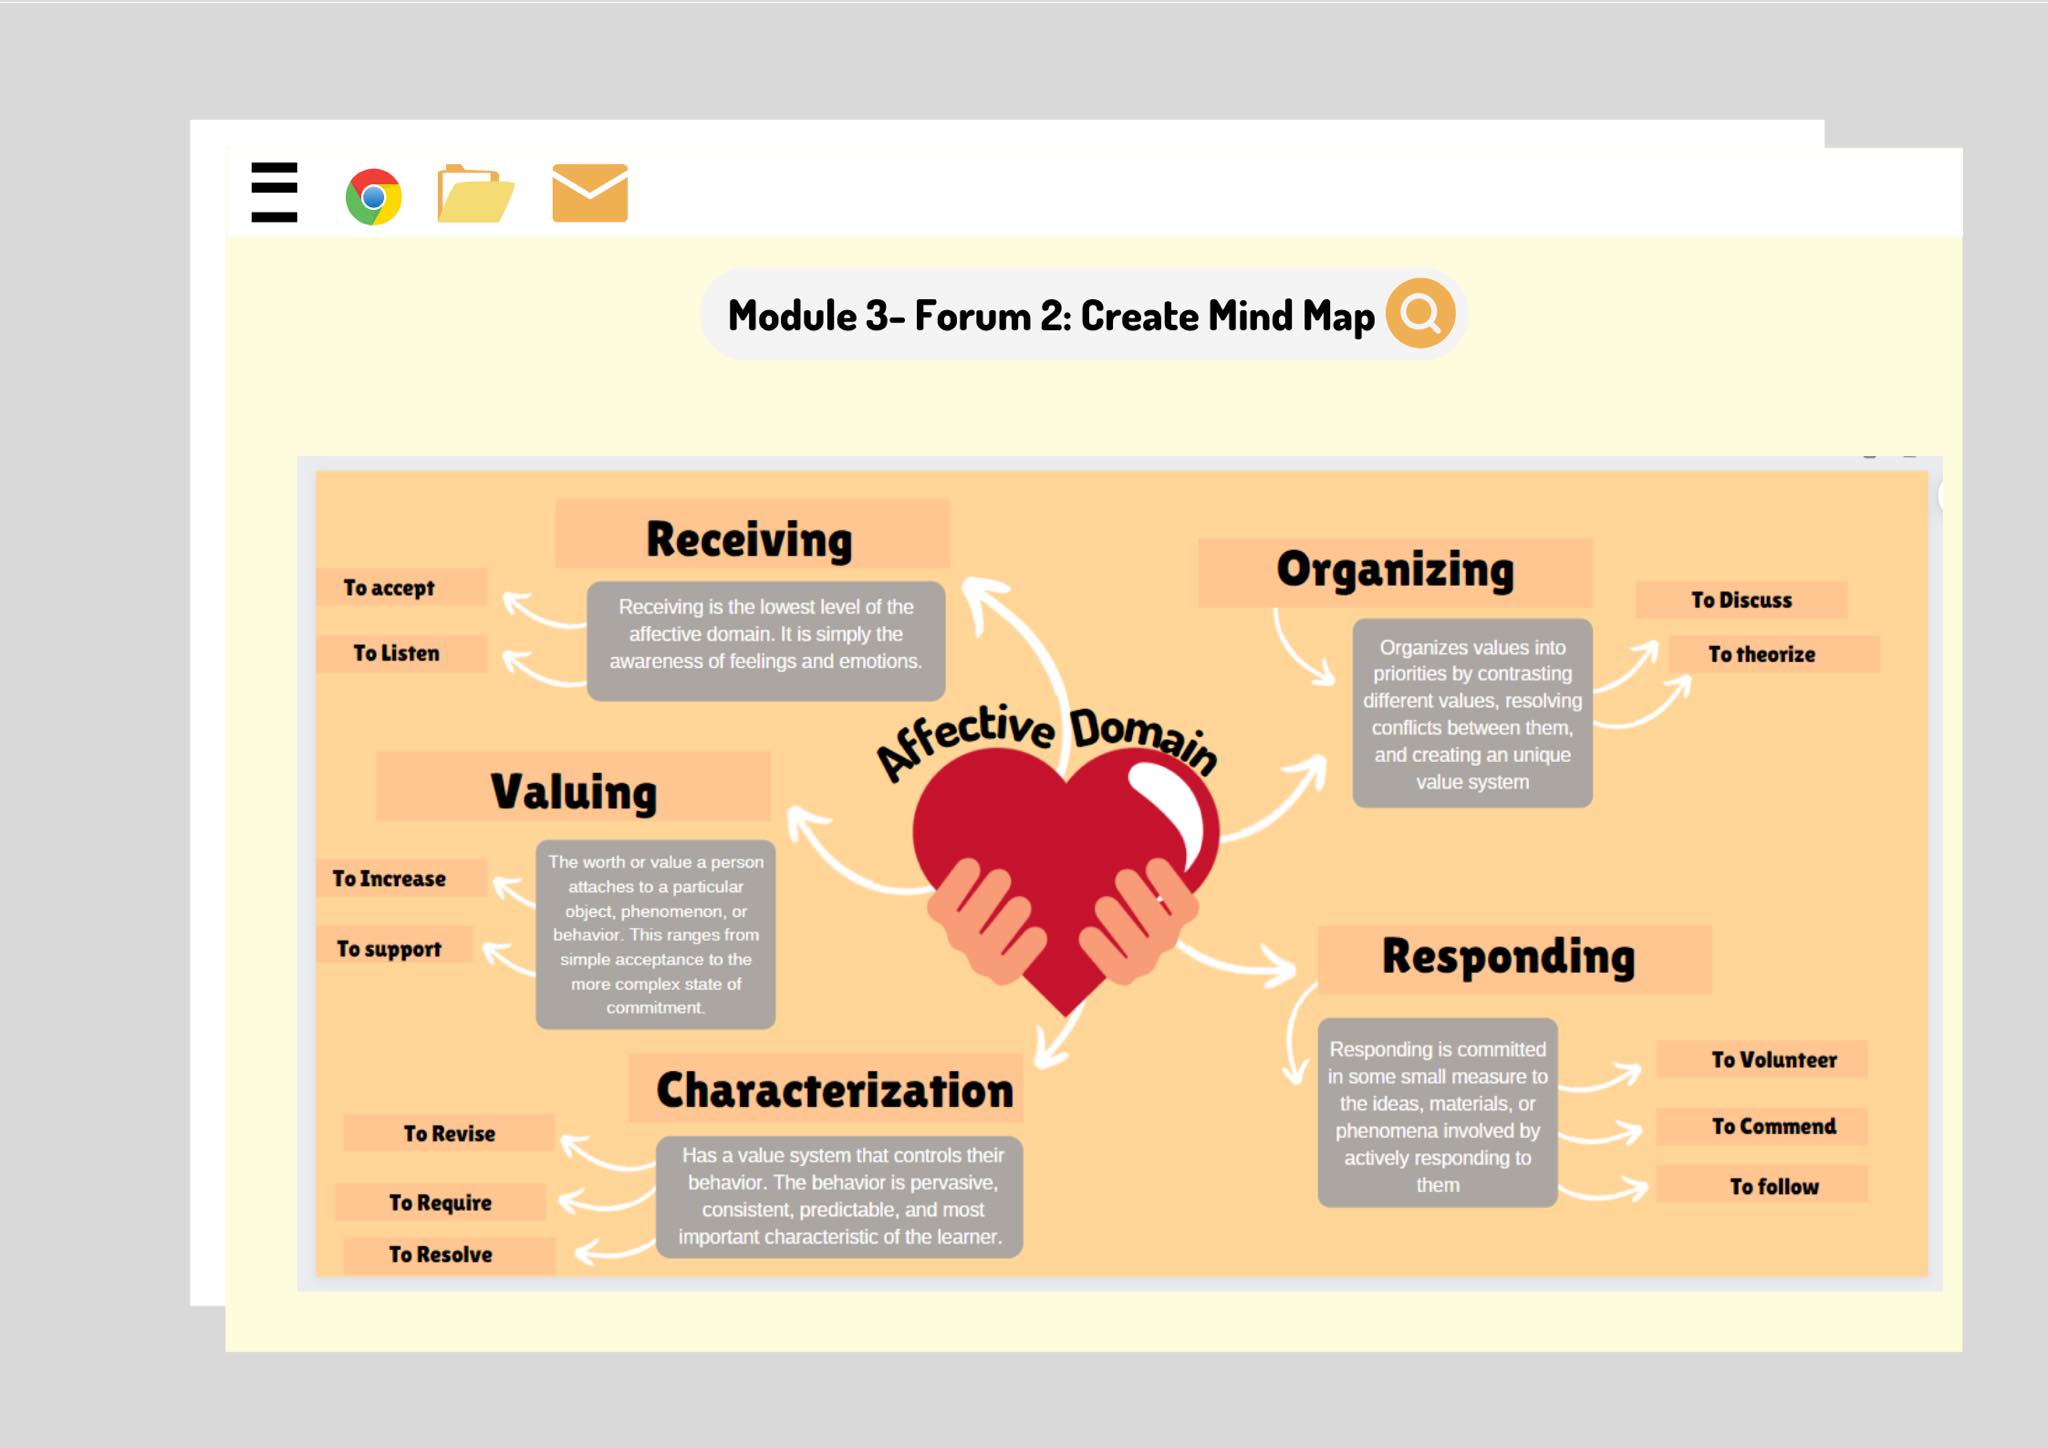 Module 3- Forum 2: Create Mind Map
Receiving
Receiving is the lowest level of the
affective domain. It is simply the
awareness of feelings and emotions.
To accept
To Listen
Organizing
Organizes values into
priorities by contrasting
different values, resolving
conflicts between them,
and creating an unique
value system
To Discuss
To theorize
Affective Domain
Valuing
The worth or value a person
attaches to a particular
object, phenomenon, or
behavior. This ranges from
simple acceptance to the
more complex state of
commitment.
To Increase
To support
Responding
Responding is committed
in some small measure to
the ideas, materials, or
phenomena involved by
actively responding to
them
To Volunteer
To Commend
To follow
Characterization
Has a value system that controls their
behavior. The behavior is pervasive,
consistent, predictable, and most
important characteristic of the learner.
To Revise
To Require
To Resolve